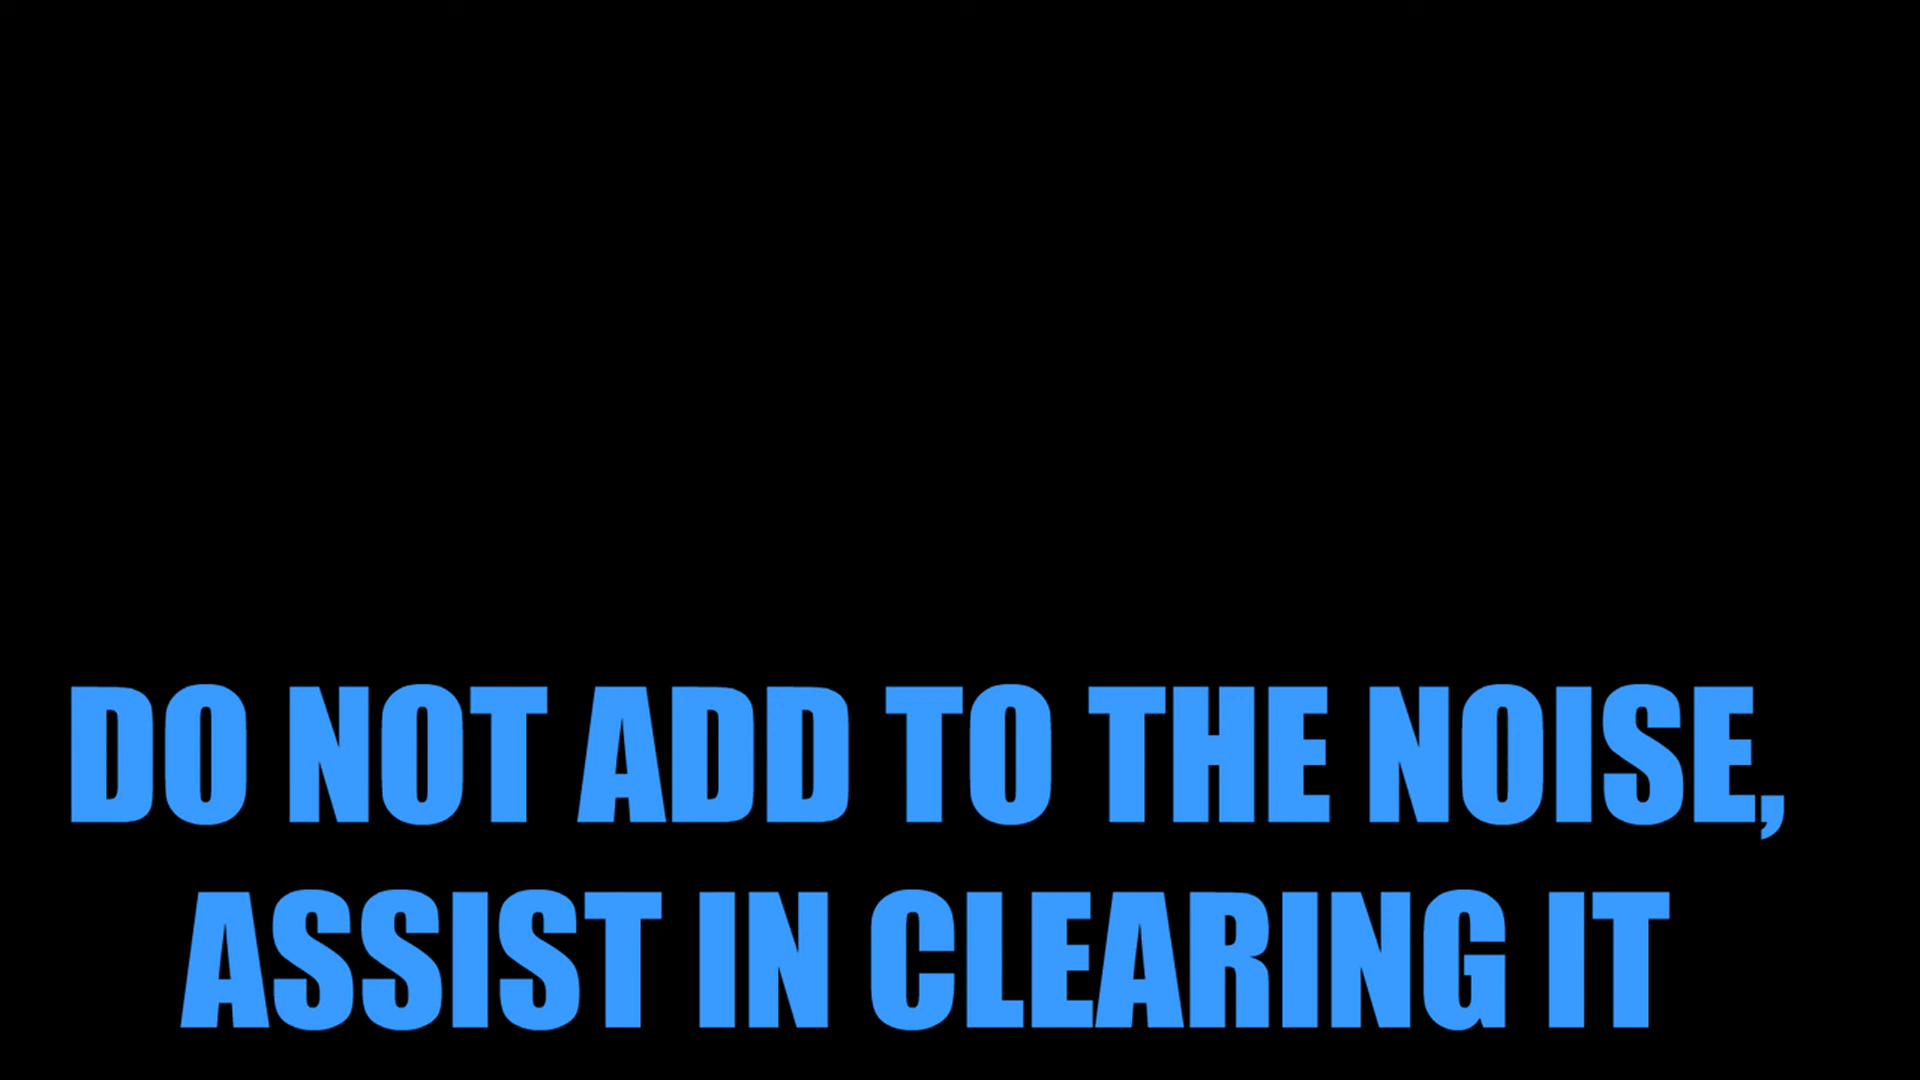 DO NOT ADD TO THE NOISE,
ASSIST IN CLEARING IT